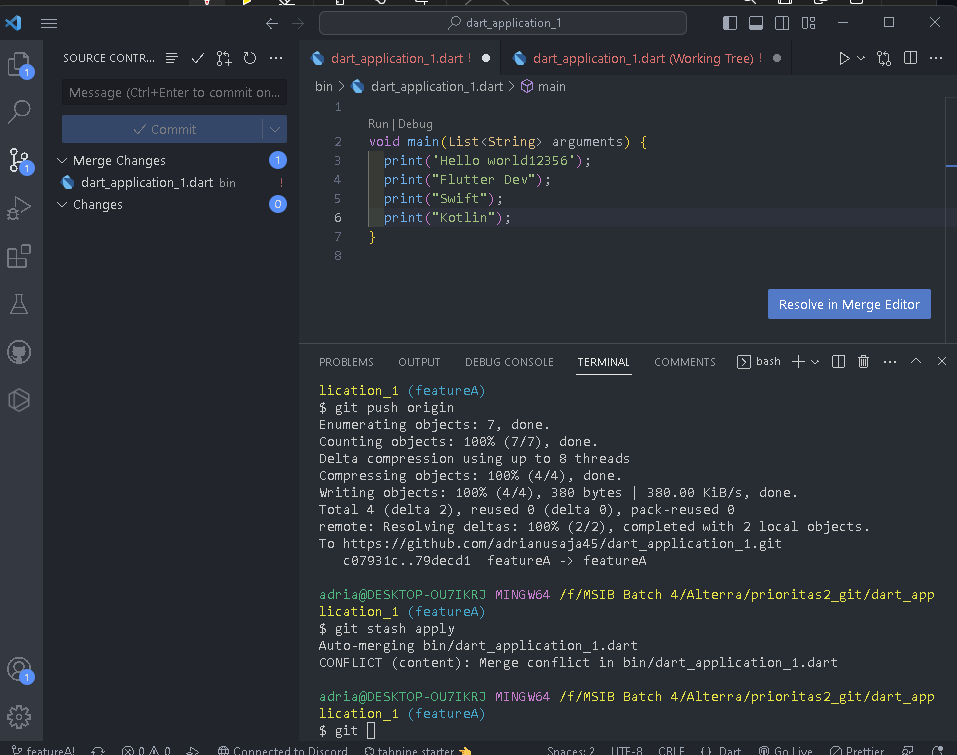 dart_application_1
SOURCE CONTR...
dart_application_1.dart !
dart_application_1.dart (Working Tree) !
bin > dart_application_1.dart > main
Message (Ctrl+Enter to commit on...
Commit
Merge Changes 1
dart_application_1.dart bin !
Changes 0
1
1
1
1
Run | Debug
2 void main(List<String> arguments) {
3 print('Hello world12356');
4 print("Flutter Dev");
5 print("Swift");
6 print("Kotlin");
7 }
8
Resolve in Merge Editor
PROBLEMS OUTPUT DEBUG CONSOLE TERMINAL COMMENTS bash
lication_1 (featureA)
$ git push origin
Enumerating objects: 7, done.
Counting objects: 100% (7/7), done.
Delta compression using up to 8 threads
Compressing objects: 100% (4/4), done.
Writing objects: 100% (4/4), 380 bytes | 380.00 KiB/s, done.
Total 4 (delta 2), reused 0 (delta 0), pack-reused 0
remote: Resolving deltas: 100% (2/2), completed with 2 local objects.
To https://github.com/adrianusaja45/dart_application_1.git
c07931c..79decd1 featureA -> featureA
adria@DESKTOP-OU7IKRJ MINGW64 /f/MSIB Batch 4/Alterra/prioritas2_git/dart_app
lication_1 (featureA)
$ git stash apply
Auto-merging bin/dart_application_1.dart
CONFLICT (content): Merge conflict in bin/dart_application_1.dart
adria@DESKTOP-OU7IKRJ MINGW64 /f/MSIB Batch 4/Alterra/prioritas2_git/dart_app
lication_1 (featureA)
$ git
featureA! 0 0 Connected to Discord tabnine starter Spaces: 2 UTF-8 CRLF {} Dart Go Live Prettier